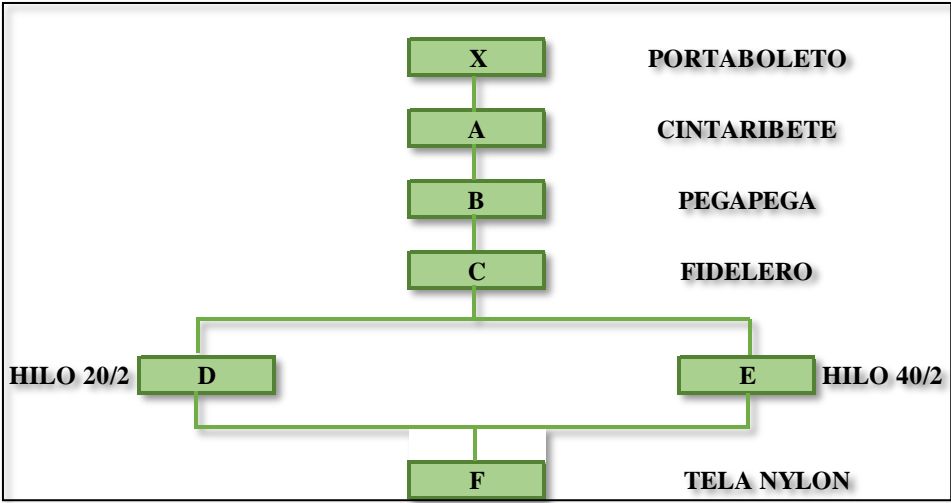 X PORTABOLETO
A CINTARIBETE
B PEGAPEGA
C FIDELERO
HILO 20/2 D E HILO 40/2
F TELA NYLON